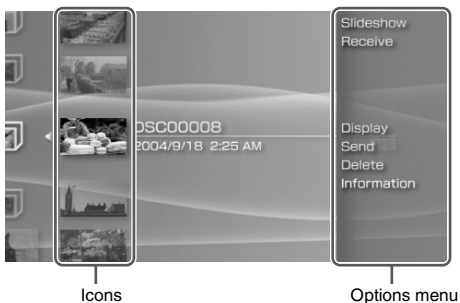 Slideshow
Receive
DSC00008
2004/9/18 2:25 AM
Display
Send
Delete
Information
Icons
Options menu